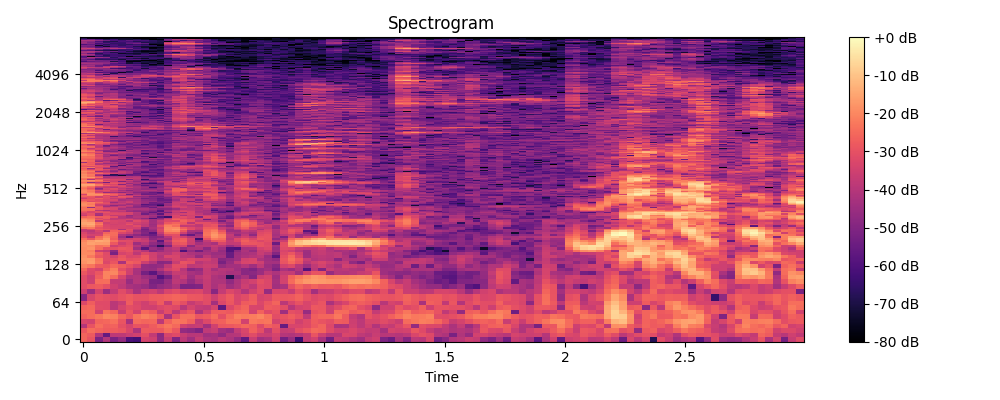 Spectrogram
+0 dB
4096
-10 dB
2048
-20 dB
1024
-30 dB
Hz
512
-40 dB
256
-50 dB
128
-60 dB
64
-70 dB
0
-80 dB
0 0.5 1 1.5 2 2.5
Time